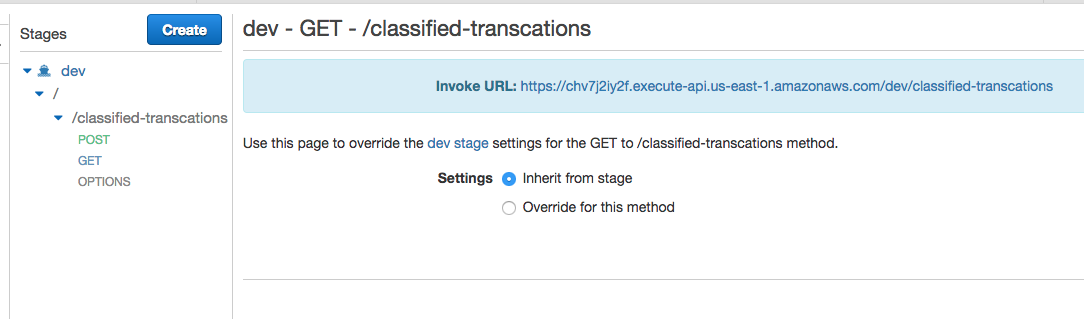 Stages
Create
dev
/
/classified-transcations
POST
GET
OPTIONS
dev - GET - /classified-transcations
Invoke URL: https://chv7j2iy2f.execute-api.us-east-1.amazonaws.com/dev/classified-transcations
Use this page to override the dev stage settings for the GET to /classified-transcations method.
Settings
Inherit from stage
Override for this method